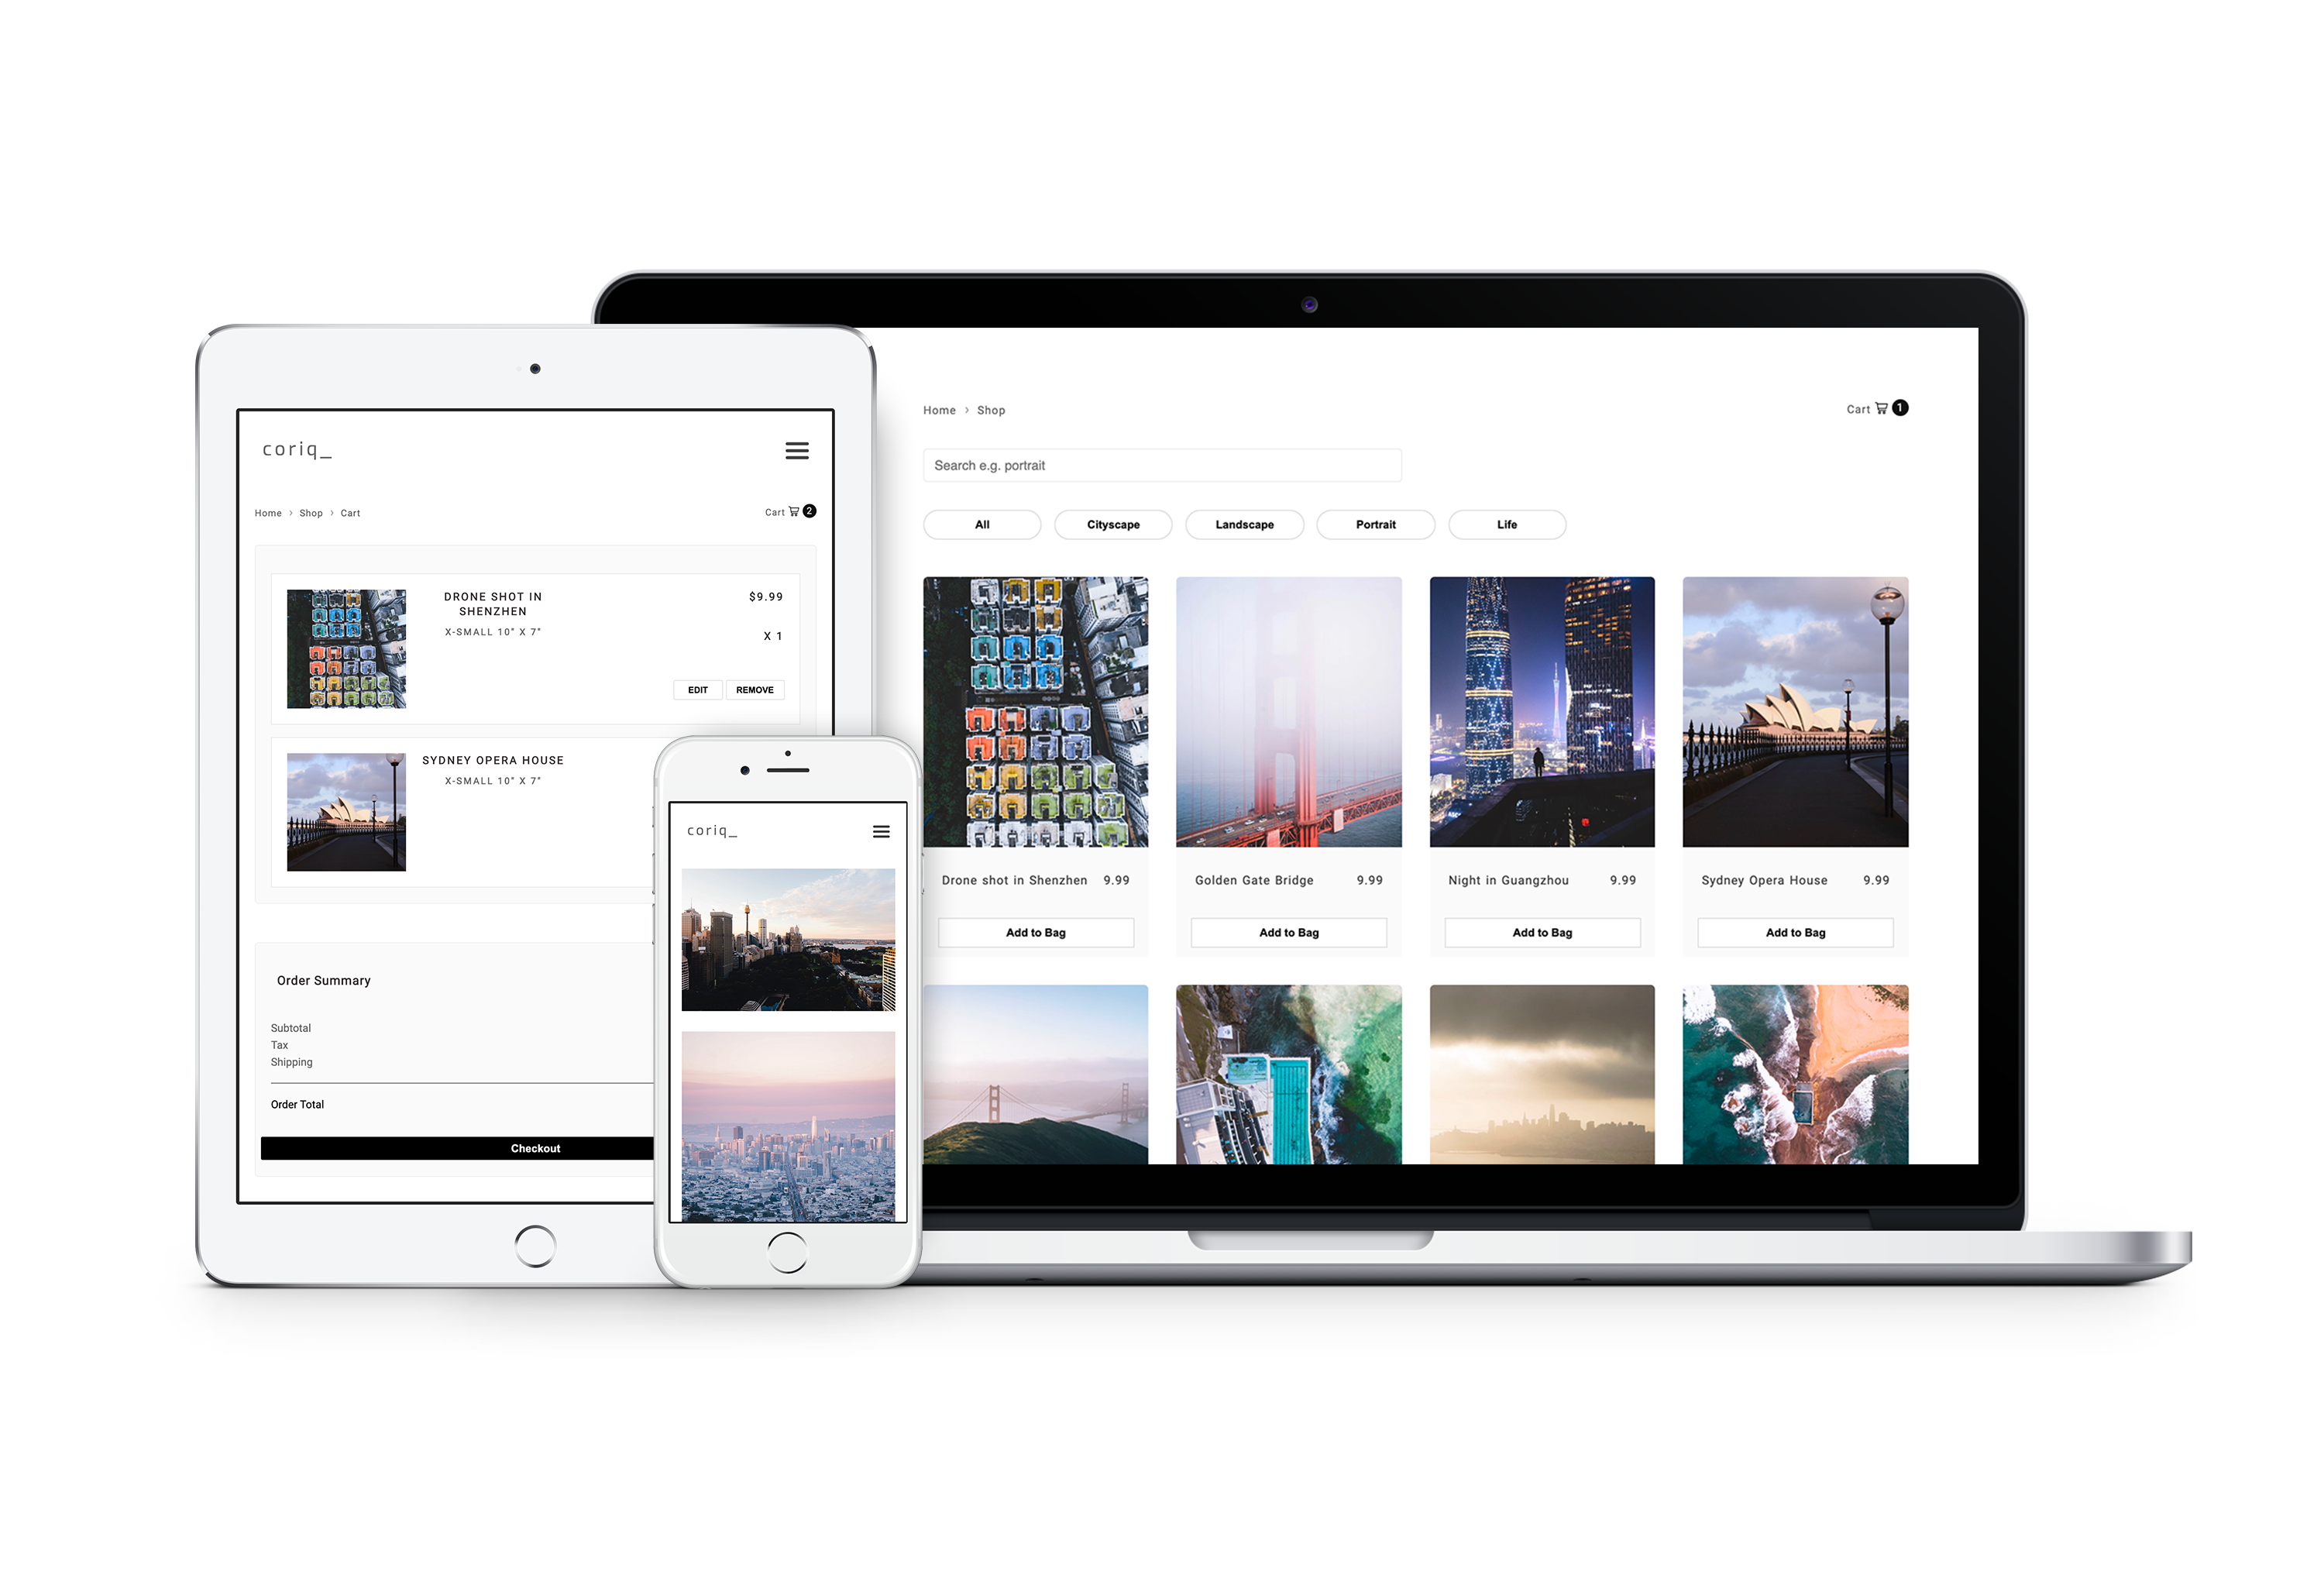 coriq_
Home > Shop > Cart
Cart 2
DRONE SHOT IN
SHENZHEN
X-SMALL 10" X 7"
$9.99
X 1
EDIT REMOVE
SYDNEY OPERA HOUSE
X-SMALL 10" X 7"
Order Summary
Subtotal
Tax
Shipping
Order Total
Checkout
coriq_
Home > Shop
Cart 1
Search e.g. portrait
All Cityscape Landscape Portrait Life
Drone shot in Shenzhen 9.99
Golden Gate Bridge 9.99
Night in Guangzhou 9.99
Sydney Opera House 9.99
Add to Bag
Add to Bag
Add to Bag
Add to Bag